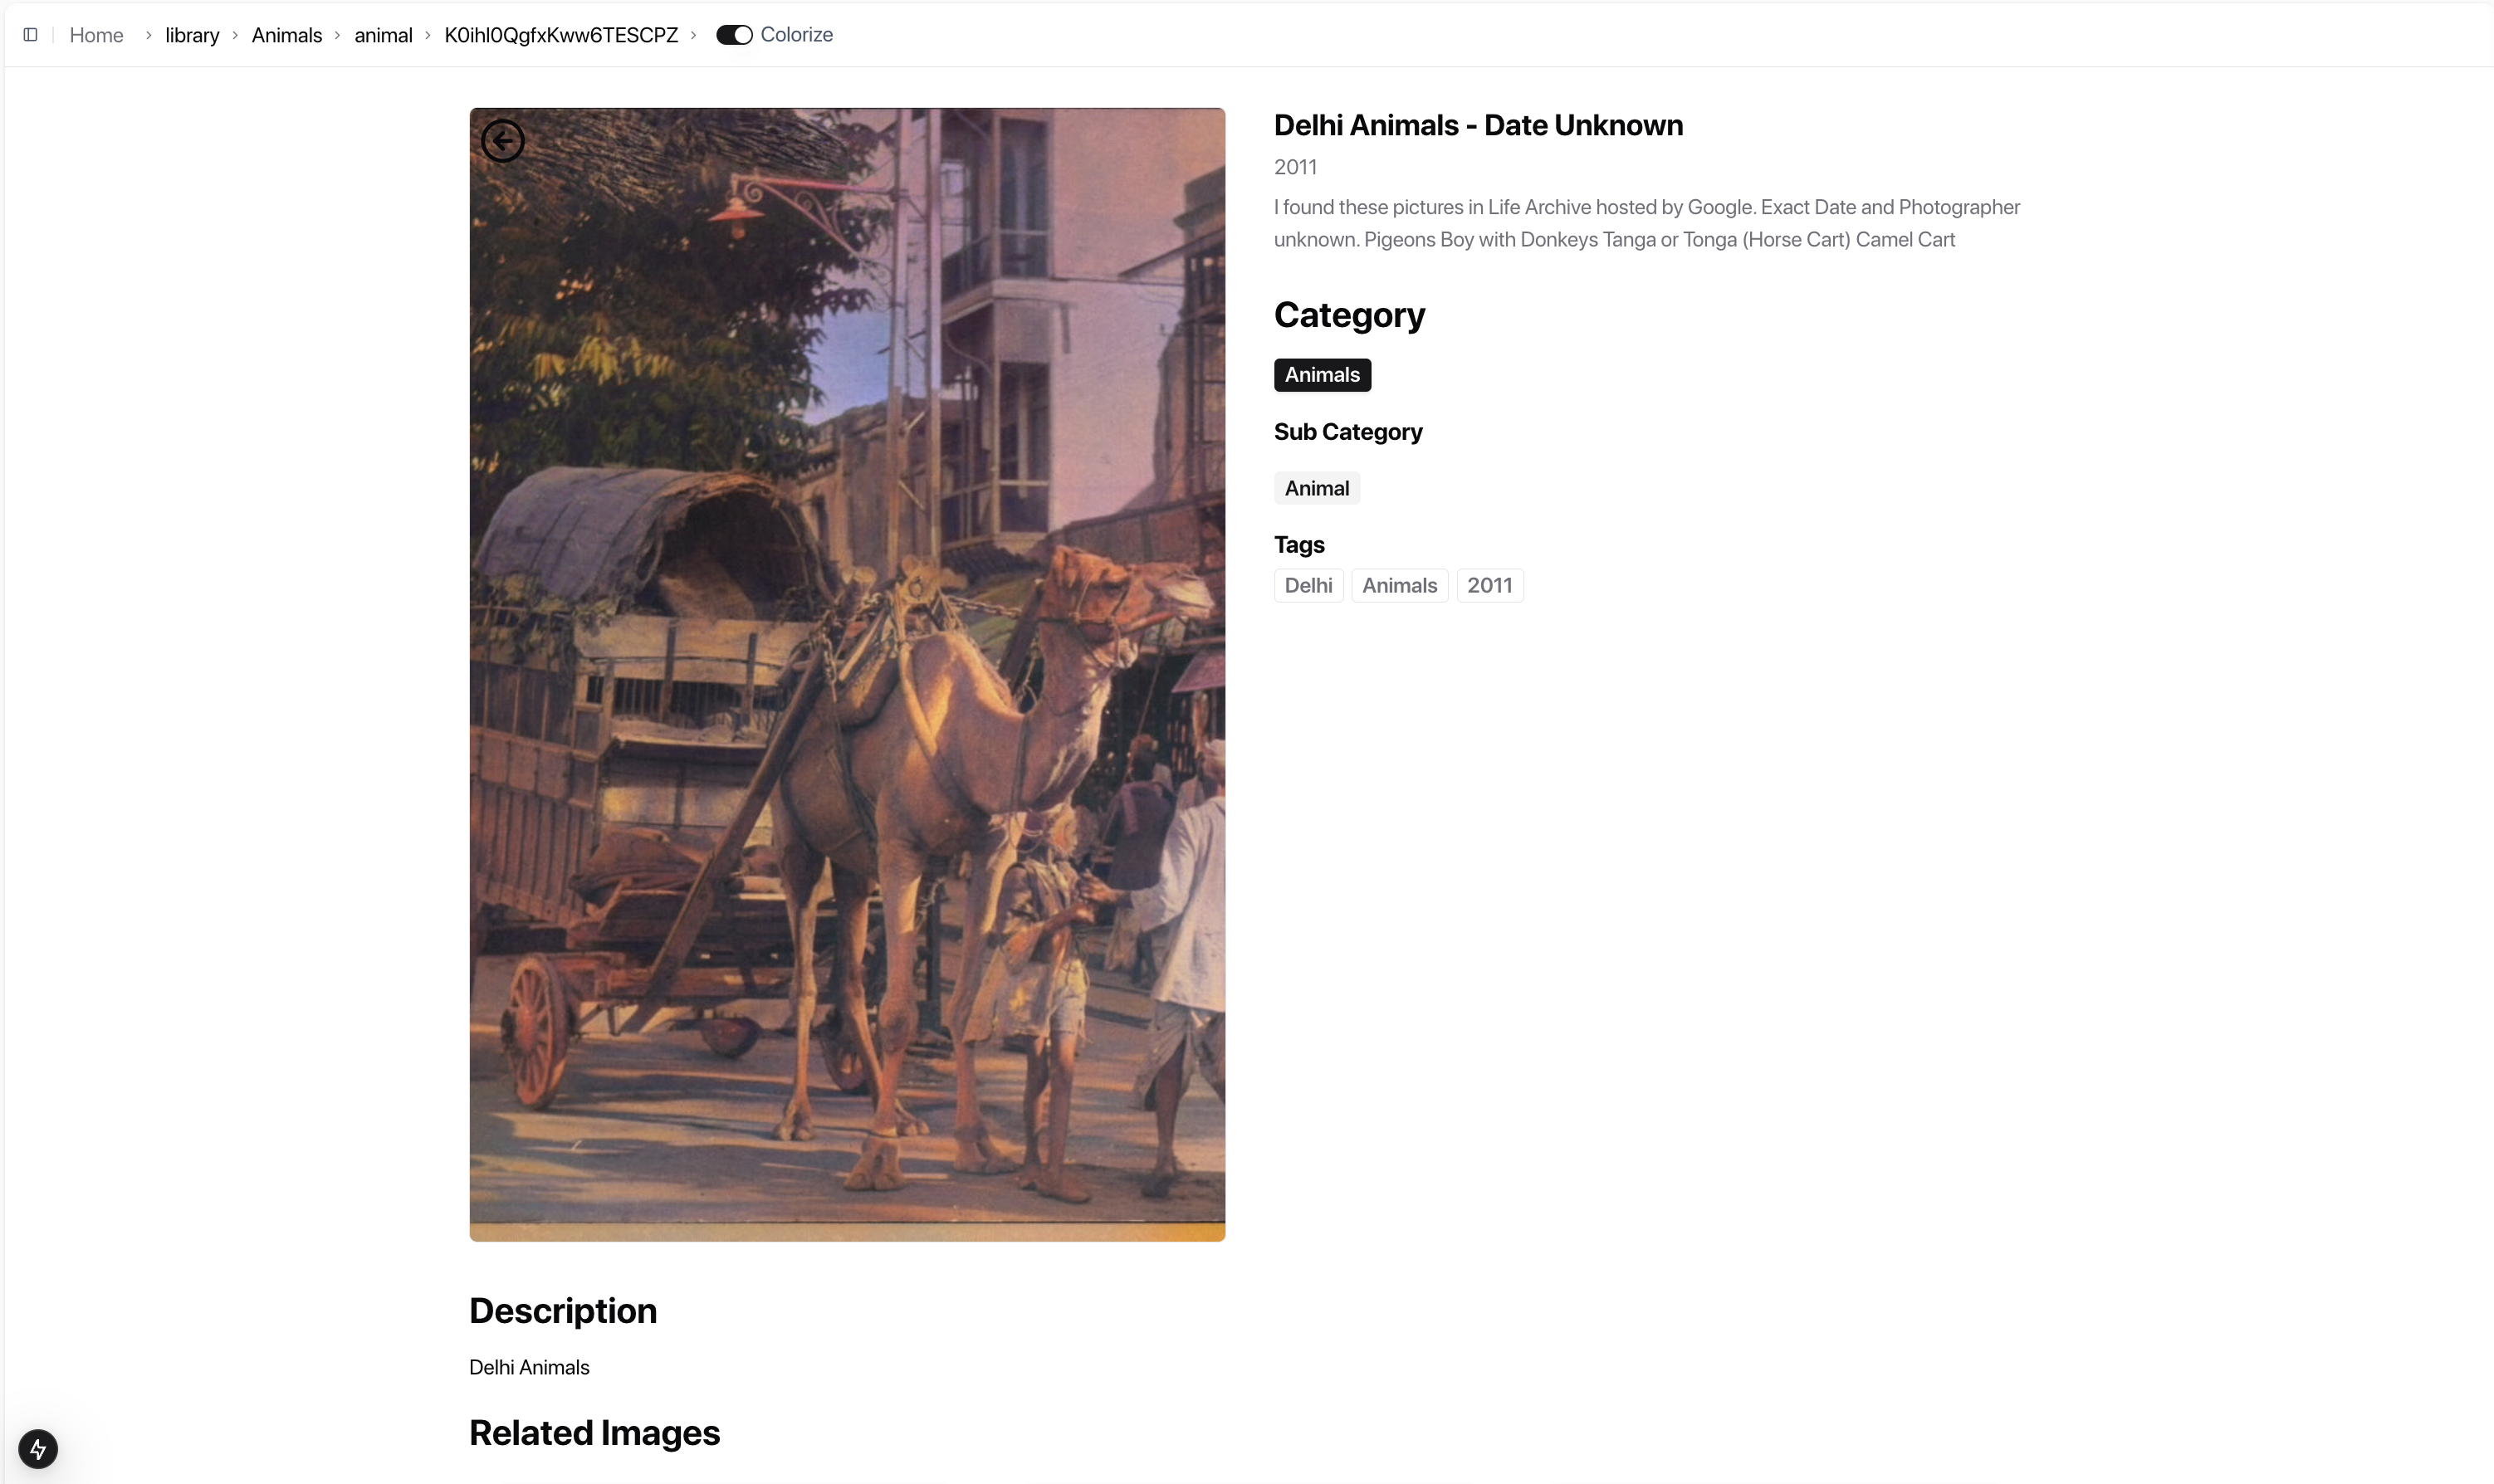 Home > library > Animals > animal > K0ihl0QgfxKww6TESCPZ > Colorize
Delhi Animals - Date Unknown
2011
I found these pictures in Life Archive hosted by Google. Exact Date and Photographer
unknown. Pigeons Boy with Donkeys Tanga or Tonga (Horse Cart) Camel Cart
Category
Animals
Sub Category
Animal
Tags
Delhi Animals 2011
Description
Delhi Animals
Related Images